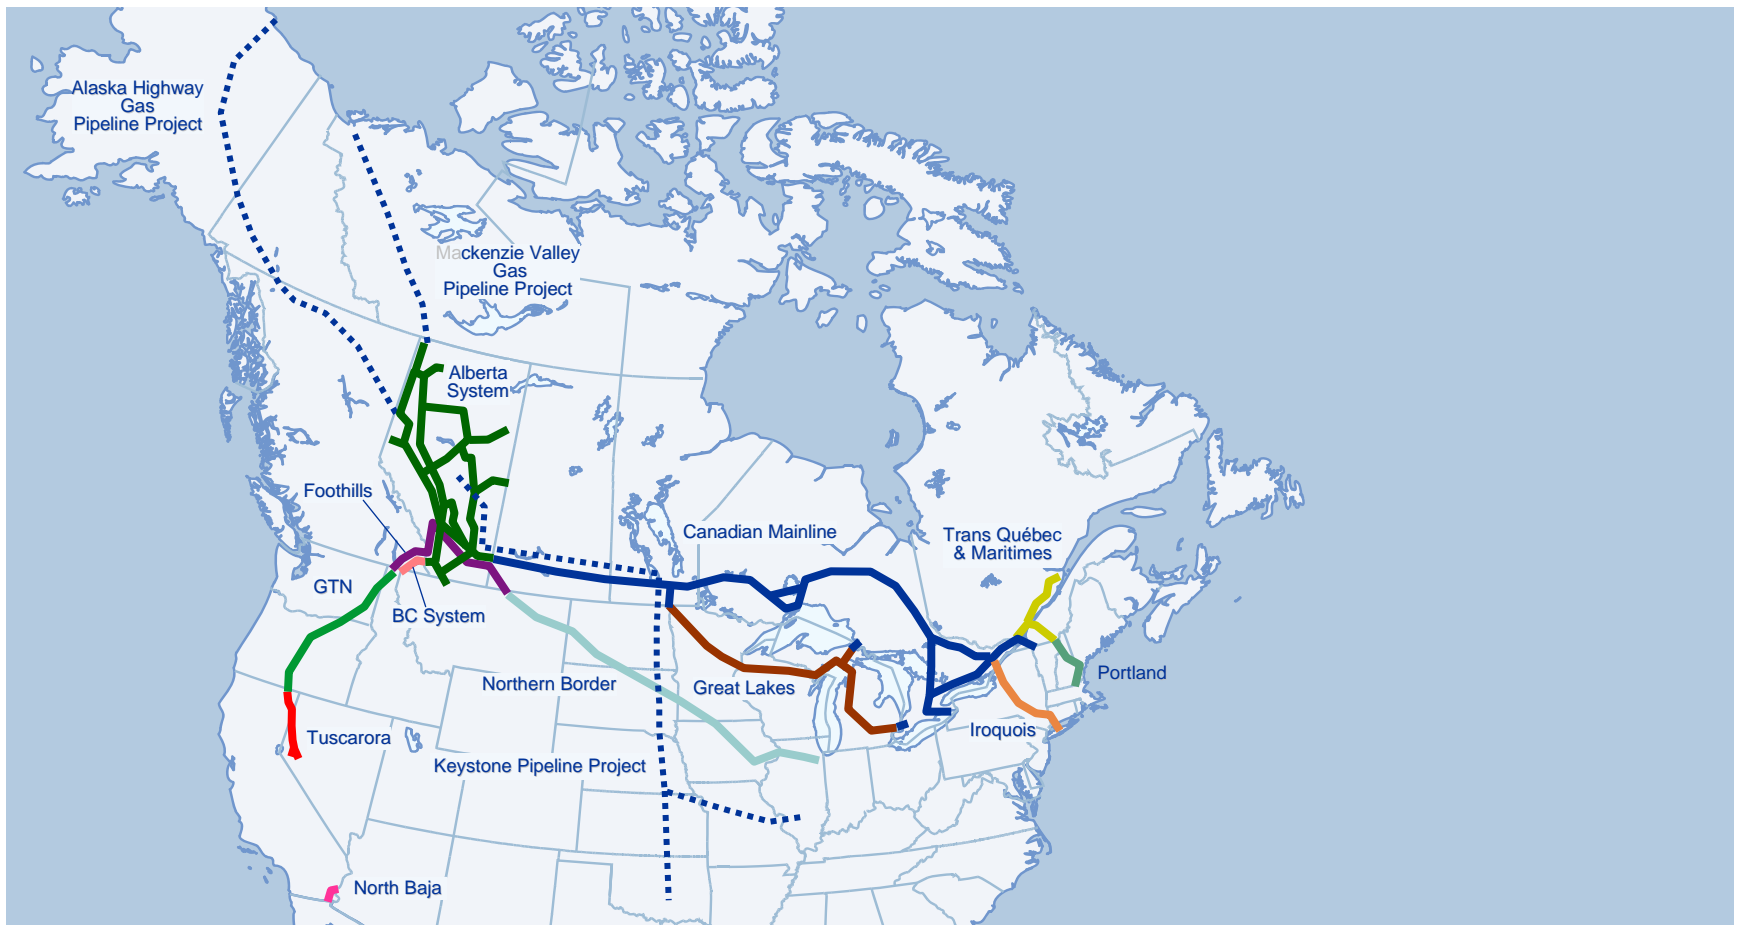 Alaska Highway
Gas
Pipeline Project
Mackenzie Valley
Gas
Pipeline Project
Alberta
System
Foothills
Canadian Mainline
Trans Québec
& Maritimes
GTN
BC System
Portland
Northern Border
Great Lakes
Iroquois
Tuscarora
Keystone Pipeline Project
North Baja